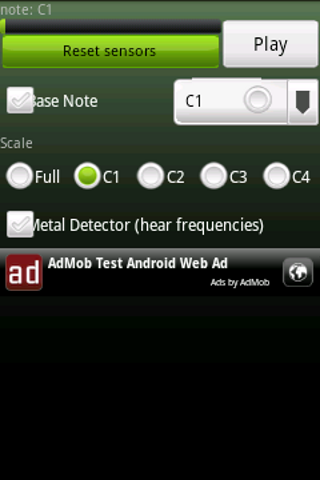 note: C1
Reset sensors
Play
Base Note
C1
Scale
Full
C1
C2
C3
C4
Metal Detector (hear frequencies)
ad
AdMob Test Android Web Ad
Ads by AdMob